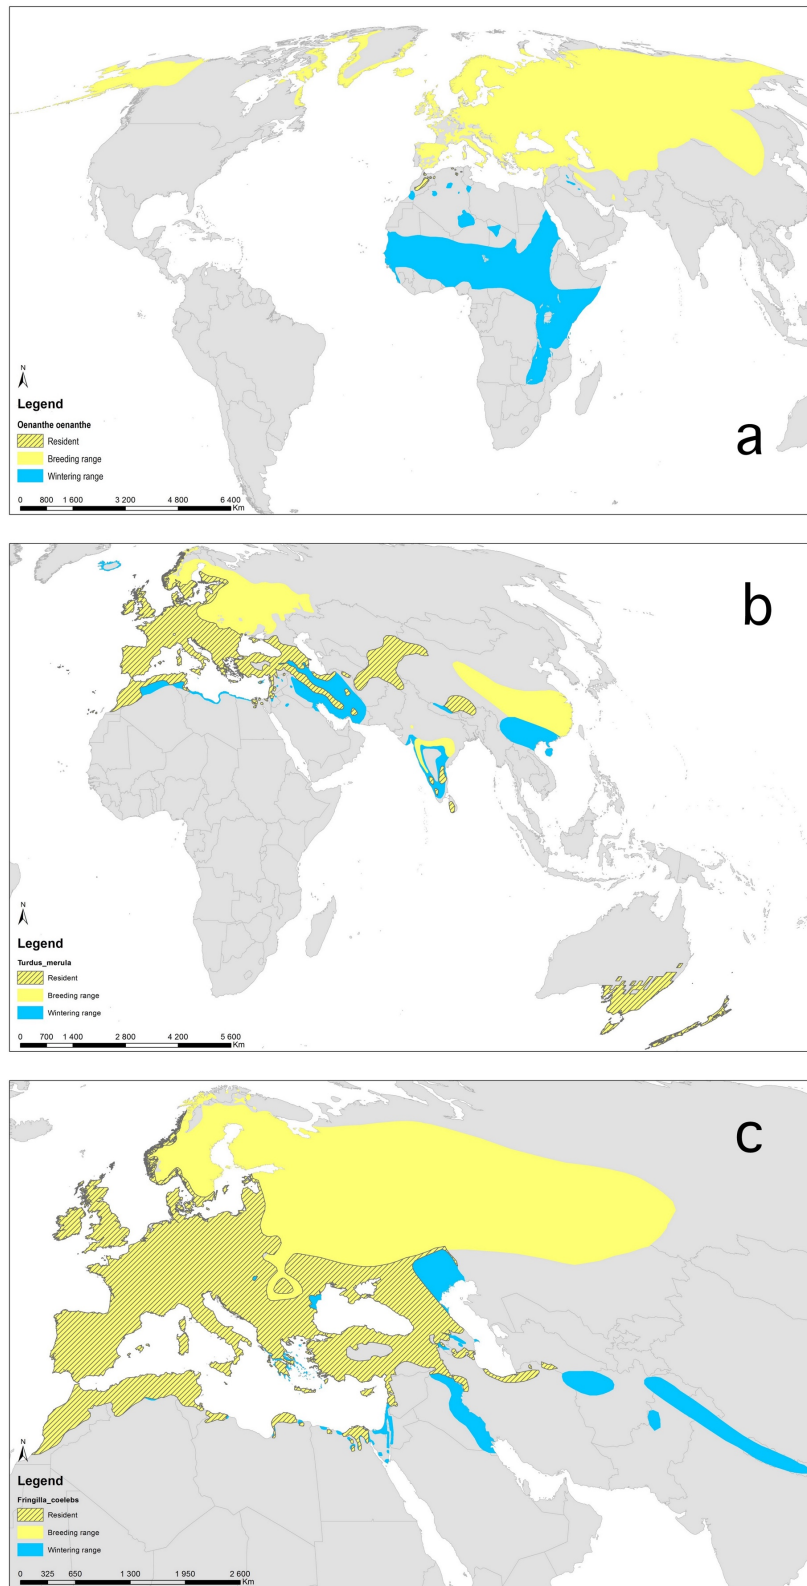 a
N
Legend
Oenanthe oenanthe
Resident
Breeding range
Wintering range
0 800 1 600 3 200 4 800 6 400
Km
b
N
Legend
Turdus_merula
Resident
Breeding range
Wintering range
0 700 1 400 2 800 4 200 5 600
Km
c
N
Legend
Fringilla_coelebs
Resident
Breeding range
Wintering range
0 325 650 1 300 1 950 2 600
Km